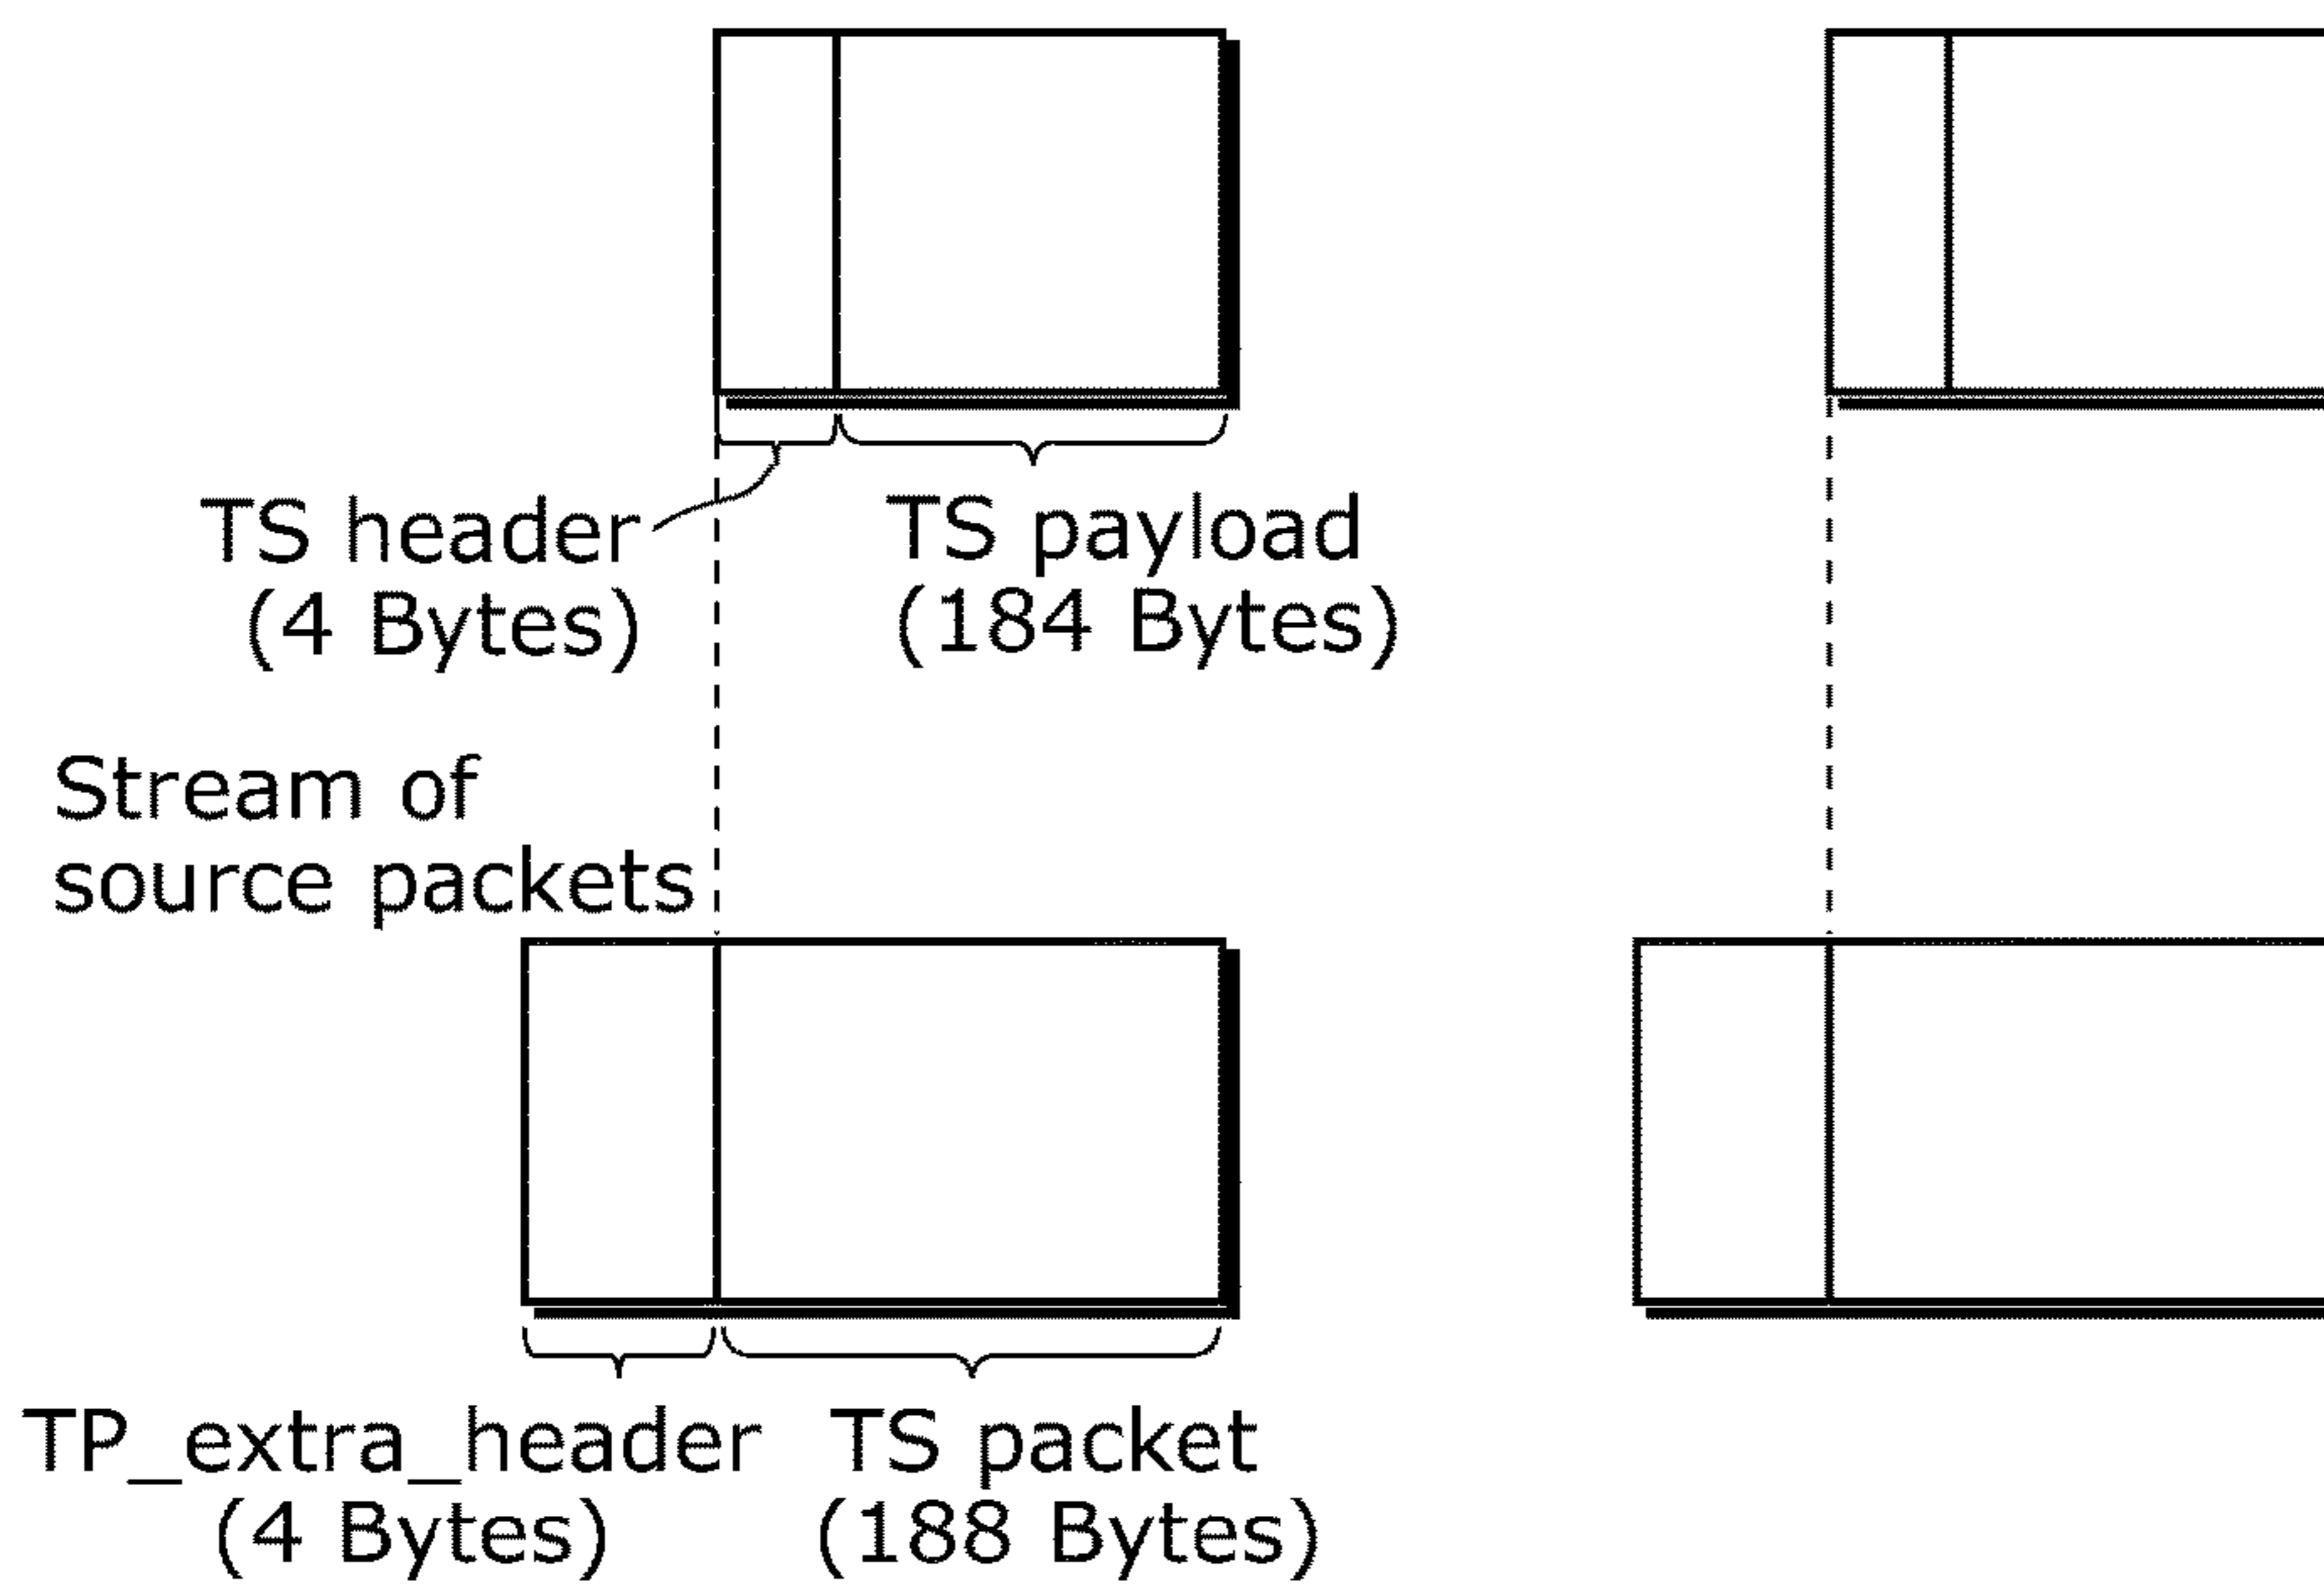 TS header
(4 Bytes)
TS payload
(184 Bytes)
Stream of
source packets
TP_extra_header
(4 Bytes)
TS packet
(188 Bytes)